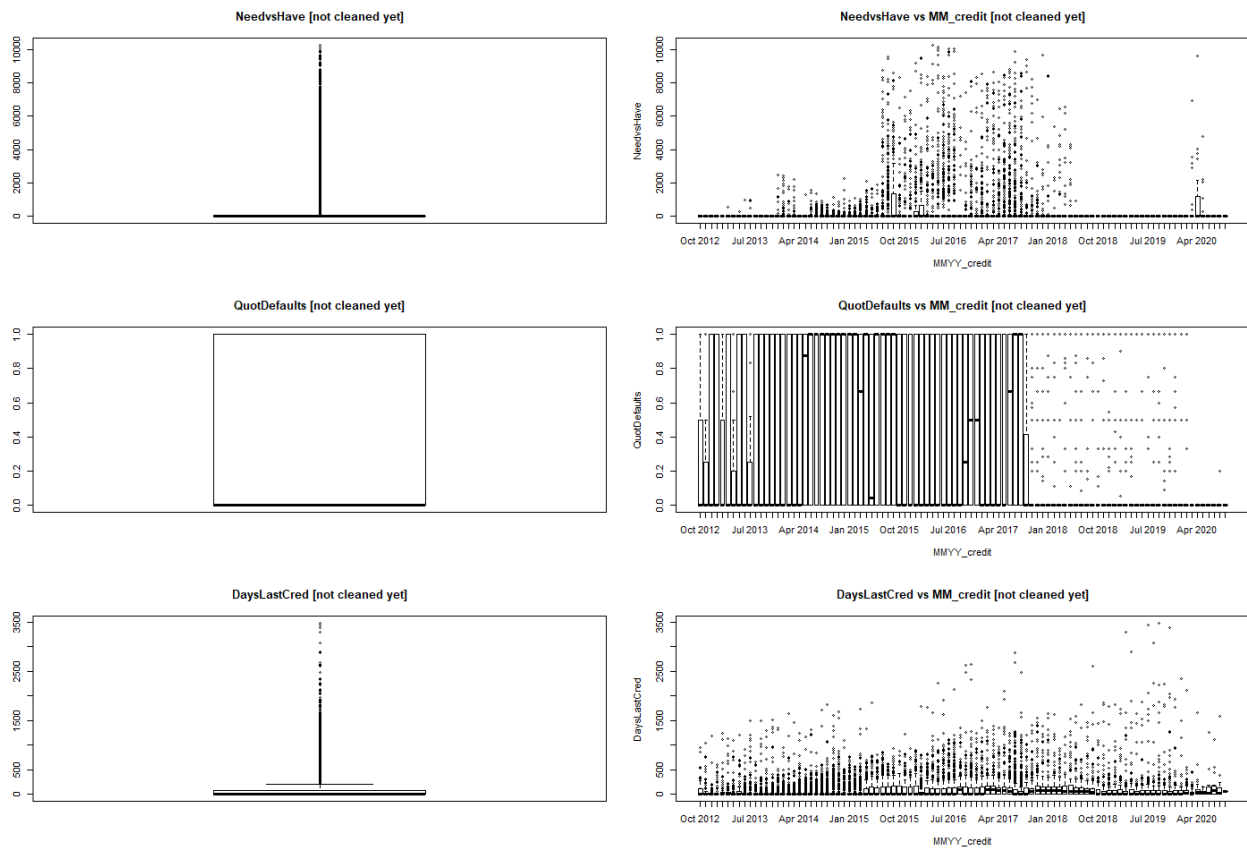 NeedvsHave [not cleaned yet]
10000
8000
6000
4000
2000
0
NeedvsHave vs MM_credit [not cleaned yet]
NeedvsHave
10000
8000
6000
4000
2000
0
Oct 2012 Jul 2013 Apr 2014 Jan 2015 Oct 2015 Jul 2016 Apr 2017 Jan 2018 Oct 2018 Jul 2019 Apr 2020
MMYY_credit
QuotDefaults [not cleaned yet]
1.0
0.8
0.6
0.4
0.2
0.0
QuotDefaults vs MM_credit [not cleaned yet]
QuotDefaults
1.0
0.8
0.6
0.4
0.2
0.0
Oct 2012 Jul 2013 Apr 2014 Jan 2015 Oct 2015 Jul 2016 Apr 2017 Jan 2018 Oct 2018 Jul 2019 Apr 2020
MMYY_credit
DaysLastCred [not cleaned yet]
3500
2500
1500
500
0
DaysLastCred vs MM_credit [not cleaned yet]
DaysLastCred
3500
2500
1500
500
0
Oct 2012 Jul 2013 Apr 2014 Jan 2015 Oct 2015 Jul 2016 Apr 2017 Jan 2018 Oct 2018 Jul 2019 Apr 2020
MMYY_credit